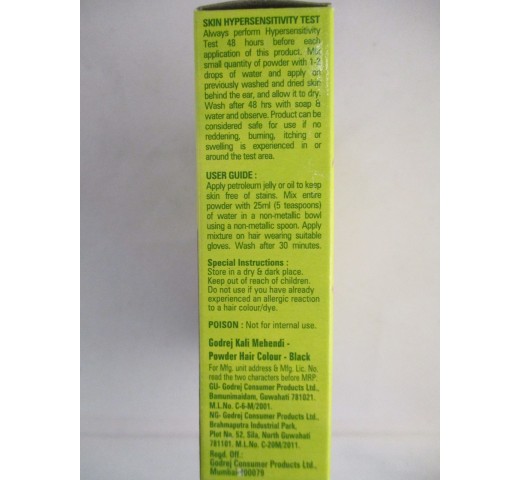 SKIN HYPERSENSITIVITY TEST
Always perform Hypersensitivity
Test 48 hours before each
application of this product. Mix
small quantity of powder with 1-2
drops of water and apply on
previously washed and dried skin
behind the ear, and allow it to dry.
Wash after 48 hrs with soap &
water and observe. Product can be
considered safe for use if no
reddening, burning, itching or
swelling is experienced in or
around the test area.
USER GUIDE :
Apply petroleum jelly or oil to keep
skin free of stains. Mix entire
powder with 25ml (5 teaspoons)
of water in a non-metallic bowl
using a non-metallic spoon. Apply
mixture on hair wearing suitable
gloves. Wash after 30 minutes.
Special Instructions :
Store in a dry & dark place.
Keep out of reach of children.
Do not use if you have already
experienced an allergic reaction
to a hair colour/dye.
POISON : Not for internal use.
Godrej Kali Mehendi -
Powder Hair Colour - Black
For Mfg. unit address & Mfg. Lic. No.
read the two characters before MRP.
GU- Godrej Consumer Products Ltd.,
Bamunimaidam, Guwahati 781021.
M.L.No. C-6-M/2001.
NG- Godrej Consumer Products Ltd.,
Brahmaputra Industrial Park,
Plot No. 52, Sila, North Guwahati
781101. M.L.No. C-39M/2011.
Regd. Off :
Godrej Consumer Products Ltd.,
Mumbai 400079